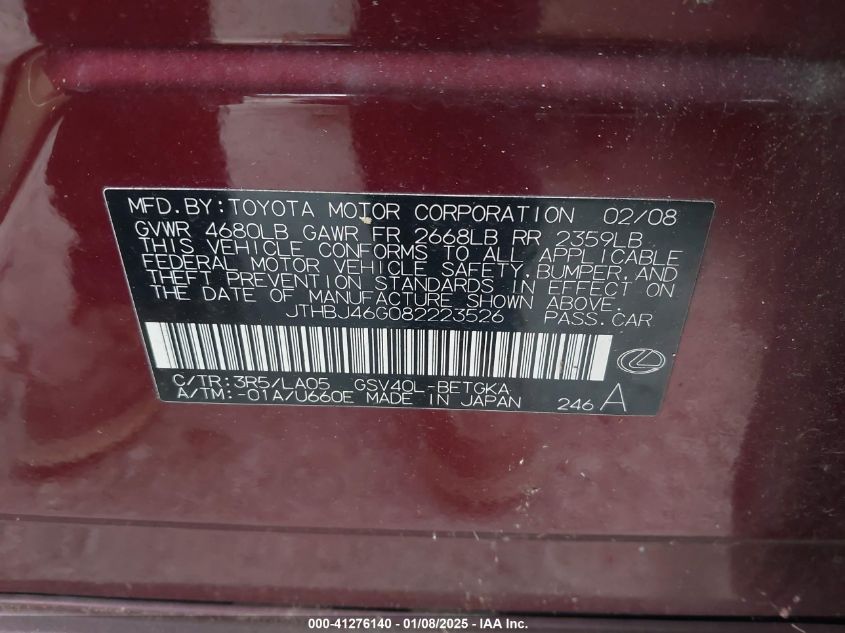 MFD.BY:TOYOTA MOTOR CORPORATION 02/08
GVWR 4680LB GAWR FR 2668LB RR 2359LB
THIS VEHICLE CONFORMS TO ALL APPLICABLE
FEDERAL MOTOR VEHICLE SAFETY,BUMPER,AND
THEFT PREVENTION STANDARDS IN EFFECT ON
THE DATE OF MANUFACTURE SHOWN ABOVE.
JTHBJ46G082223526 PASS.CAR
C/TR:3R5/LA05 GSV40L-BETGKA
A/TM:-01A/U660E MADE IN JAPAN 246 A
000-41276140 - 01/08/2025 - IAA Inc.